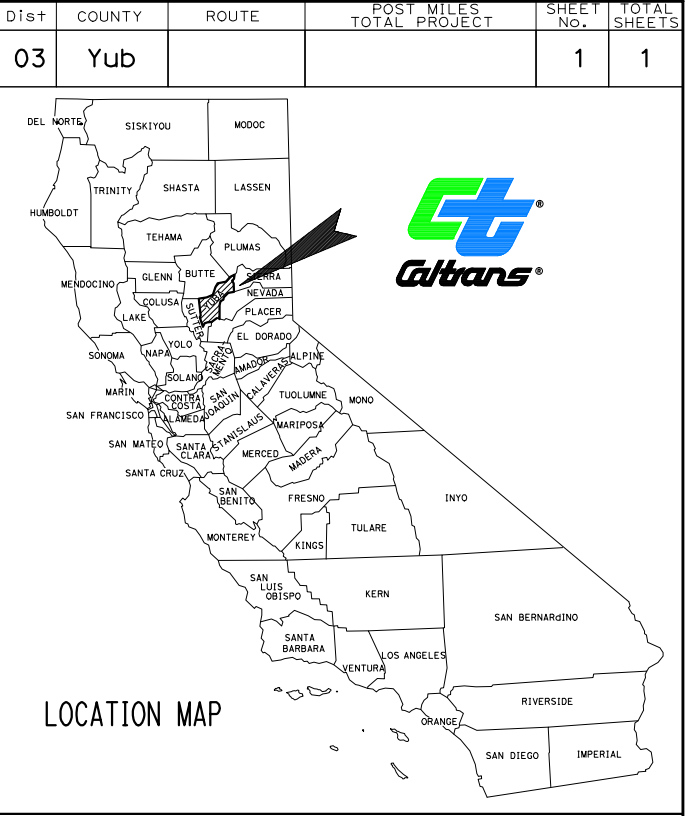 Dist COUNTY ROUTE POST MILES TOTAL PROJECT SHEET No. TOTAL SHEETS
03 Yub 1 1
DEL NORTE
SISKIYOU
MODOC
TRINITY
SHASTA
LASSEN
HUMBOLDT
TEHAMA
PLUMAS
Caltrans
MENDOCINO
GLENN
BUTTE
SIERRA
COLUSA
YUBA
NEVADA
LAKE
SUTTER
PLACER
YOLO
EL DORADO
SONOMA
NAPA
SACRA-
MENTO
AMADOR
ALPINE
SOLANO
CALAVERAS
MARIN
CONTRA
COSTA
SAN
JOAQUIN
TUOLUMNE
MONO
SAN FRANCISCO
ALAMEDA
STANISLAUS
MARIPOSA
SAN MATEO
SANTA
CLARA
MERCED
MADERA
SANTA CRUZ
SAN
BENITO
FRESNO
INYO
MONTEREY
KINGS
TULARE
SAN
LUIS
OBISPO
KERN
SAN BERNARdINO
SANTA
BARBARA
VENTURA
LOS ANGELES
RIVERSIDE
ORANGE
LOCATION MAP
SAN DIEGO
IMPERIAL